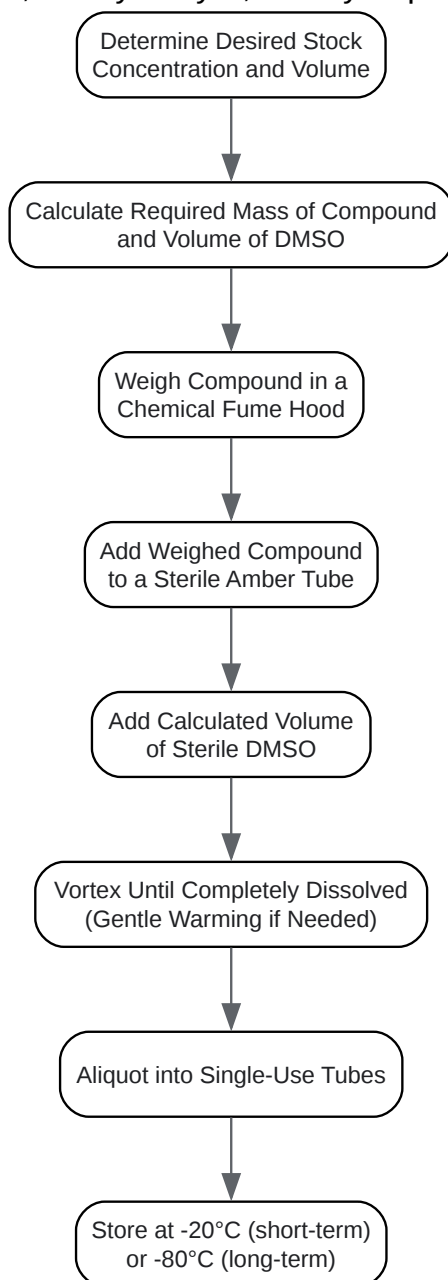 Determine Desired Stock
Concentration and Volume
Calculate Required Mass of Compound
and Volume of DMSO
Weigh Compound in a
Chemical Fume Hood
Add Weighed Compound
to a Sterile Amber Tube
Add Calculated Volume
of Sterile DMSO
Vortex Until Completely Dissolved
(Gentle Warming if Needed)
Aliquot into Single-Use Tubes
Store at -20°C (short-term)
or -80°C (long-term)